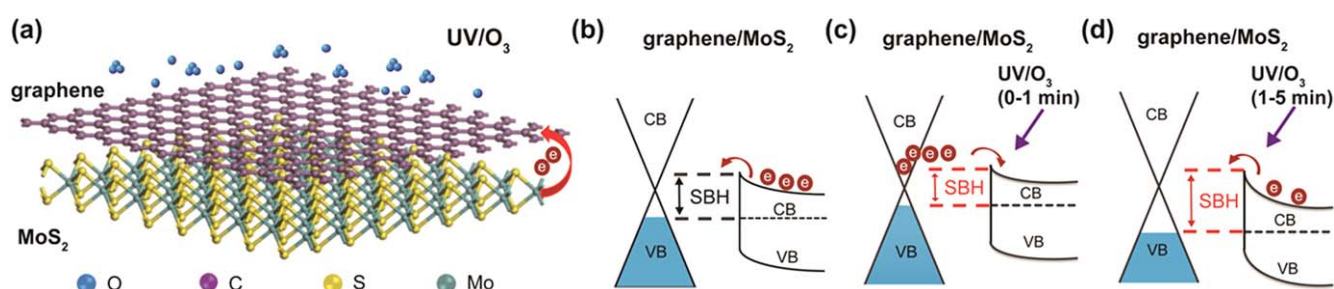 (a)
UV/O3
graphene
MoS2
O C S Mo
e e
(b)
graphene/MoS2
CB
SBH
e e e
CB
VB
VB
(c)
graphene/MoS2
UV/O3
(0-1 min)
CB
e e e e
SBH
CB
VB
VB
(d)
graphene/MoS2
UV/O3
(1-5 min)
CB
e e
SBH
CB
VB
VB